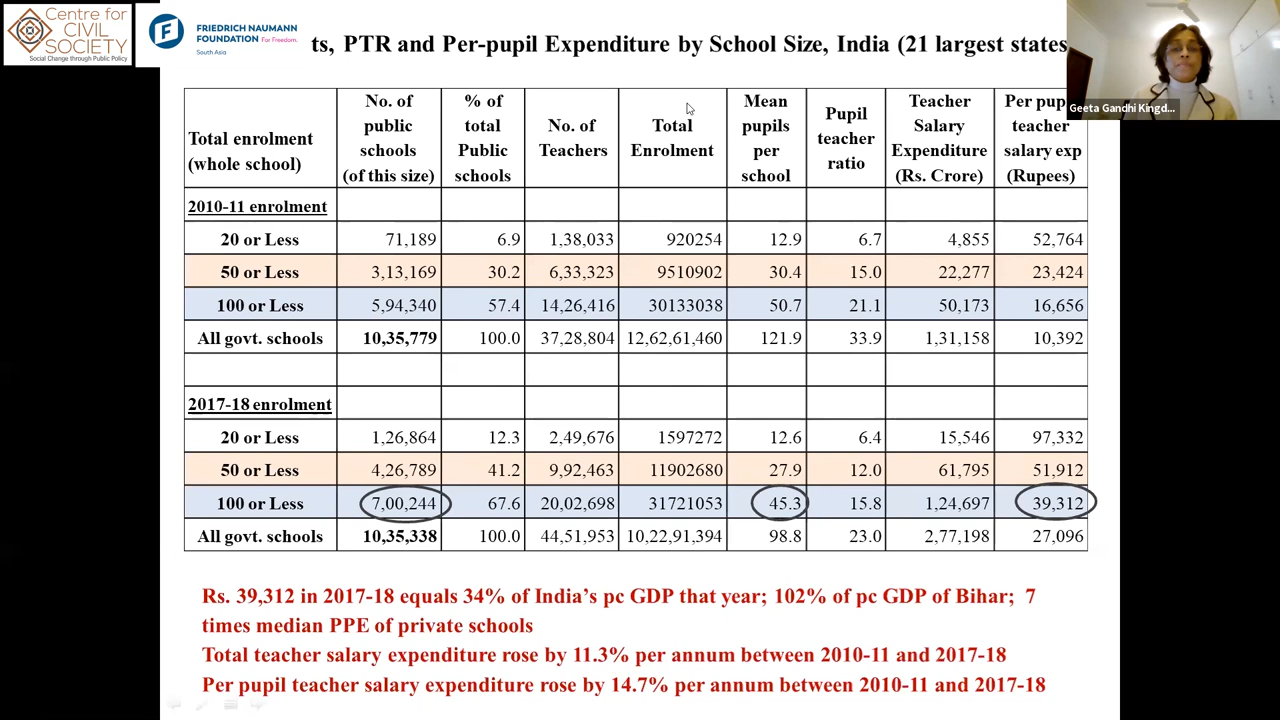 Centre for
CIVIL
SOCIETY
Social Change through Public Policy
FRIEDRICH NAUMANN
FOUNDATION For Freedom.
South Asia
ts, PTR and Per-pupil Expenditure by School Size, India (21 largest states
Geeta Gandhi Kingd...
Total enrolment (whole school) | No. of public schools (of this size) | % of total Public schools | No. of Teachers | Total Enrolment | Mean pupils per school | Pupil teacher ratio | Teacher Salary Expenditure (Rs. Crore) | Per teacher salary exp (Rupees)
2010-11 enrolment
20 or Less | 71,189 | 6.9 | 1,38,033 | 920254 | 12.9 | 6.7 | 4,855 | 52,764
50 or Less | 3,13,169 | 30.2 | 6,33,323 | 9510902 | 30.4 | 15.0 | 22,277 | 23,424
100 or Less | 5,94,340 | 57.4 | 14,26,416 | 30133038 | 50.7 | 21.1 | 50,173 | 16,656
All govt. schools | 10,35,779 | 100.0 | 37,28,804 | 12,62,61,460 | 121.9 | 33.9 | 1,31,158 | 10,392
2017-18 enrolment
20 or Less | 1,26,864 | 12.3 | 2,49,676 | 1597272 | 12.6 | 6.4 | 15,546 | 97,332
50 or Less | 4,26,789 | 41.2 | 9,92,463 | 11902680 | 27.9 | 12.0 | 61,795 | 51,912
100 or Less | 7,00,244 | 67.6 | 20,02,698 | 31721053 | 45.3 | 15.8 | 1,24,697 | 39,312
All govt. schools | 10,35,338 | 100.0 | 44,51,953 | 10,22,91,394 | 98.8 | 23.0 | 2,77,198 | 27,096
Rs. 39,312 in 2017-18 equals 34% of India's pc GDP that year; 102% of pc GDP of Bihar; 7
times median PPE of private schools
Total teacher salary expenditure rose by 11.3% per annum between 2010-11 and 2017-18
Per pupil teacher salary expenditure rose by 14.7% per annum between 2010-11 and 2017-18